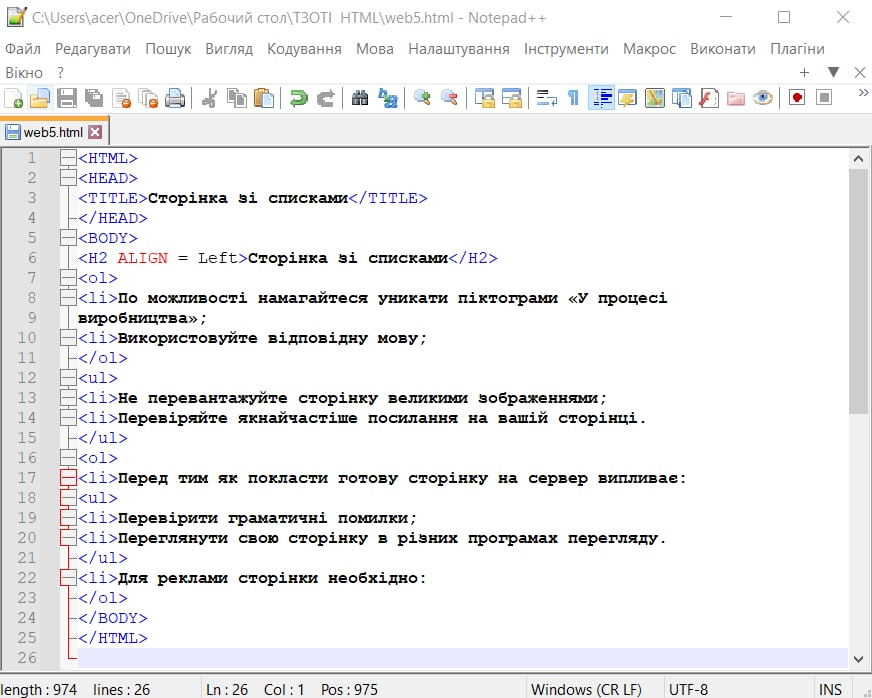 C:\Users\acer\OneDrive\Рабочий стол\ТЗОТІ  HTML\web5.html - Notepad++
Файл Редагувати Пошук Вигляд Кодування Мова Налаштування Інструменти Макрос Виконати Плагіни
Вікно ?
web5.html
1 <HTML>
2 <HEAD>
3 <TITLE>Сторінка зі списками</TITLE>
4 </HEAD>
5 <BODY>
6 <H2 ALIGN = Left>Сторінка зі списками</H2>
7 <ol>
8 <li>По можливості намагайтеся уникати піктограми «У процесі
9 виробництва»;
10 <li>Використовуйте відповідну мову;
11 </ol>
12 <ul>
13 <li>Не перевантажуйте сторінку великими зображеннями;
14 <li>Перевіряйте якнайчастіше посилання на вашій сторінці.
15 </ul>
16 <ol>
17 <li>Перед тим як покласти готову сторінку на сервер випливає:
18 <ul>
19 <li>Перевірити граматичні помилки;
20 <li>Переглянути свою сторінку в різних програмах перегляду.
21 </ul>
22 <li>Для реклами сторінки необхідно:
23 </ol>
24 </BODY>
25 </HTML>
26
length : 974 lines : 26 Ln : 26 Col : 1 Pos : 975 Windows (CR LF) UTF-8 INS